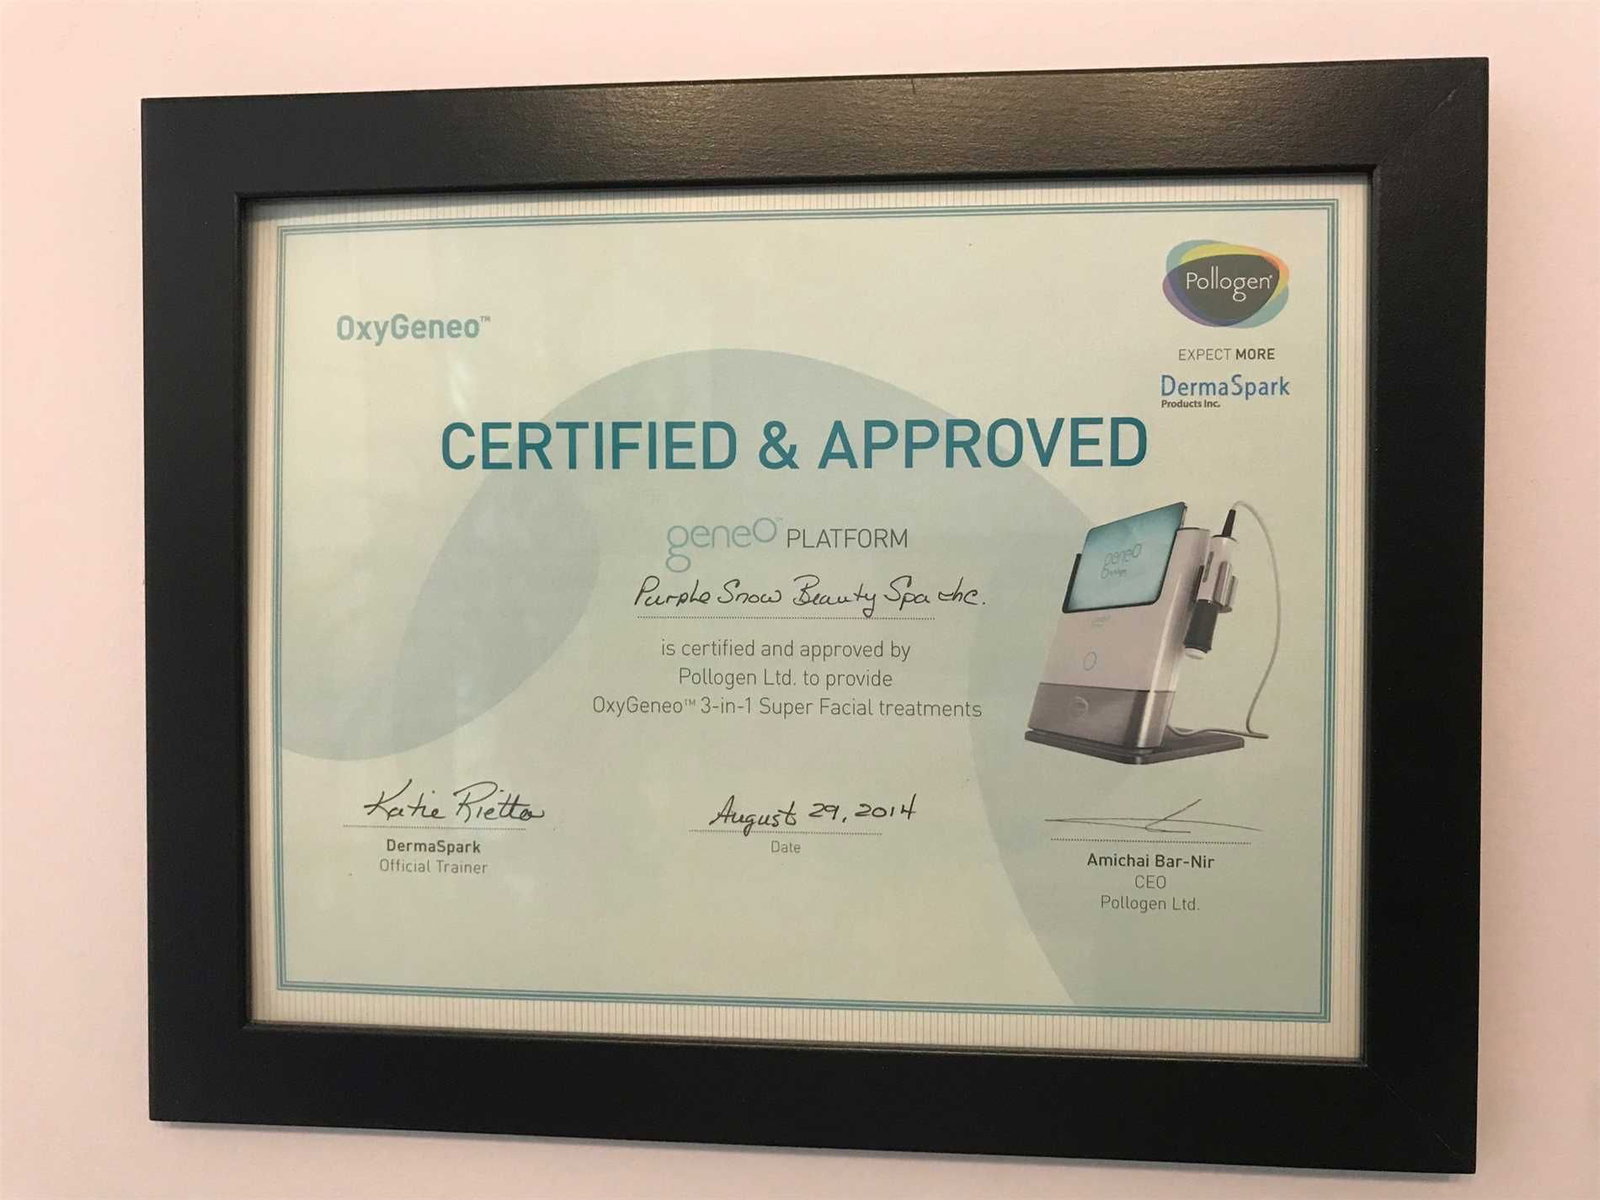 OxyGeneo™
Pollogen®
EXPECT MORE
DermaSpark
Products Inc.
CERTIFIED & APPROVED
geneO™ PLATFORM
Purple Snow Beauty Spa Inc.
is certified and approved by
Pollogen Ltd. to provide
OxyGeneo™ 3-in-1 Super Facial treatments
geneO
Katie Rietta
DermaSpark
Official Trainer
August 29, 2014
Date
Amichai Bar-Nir
CEO
Pollogen Ltd.